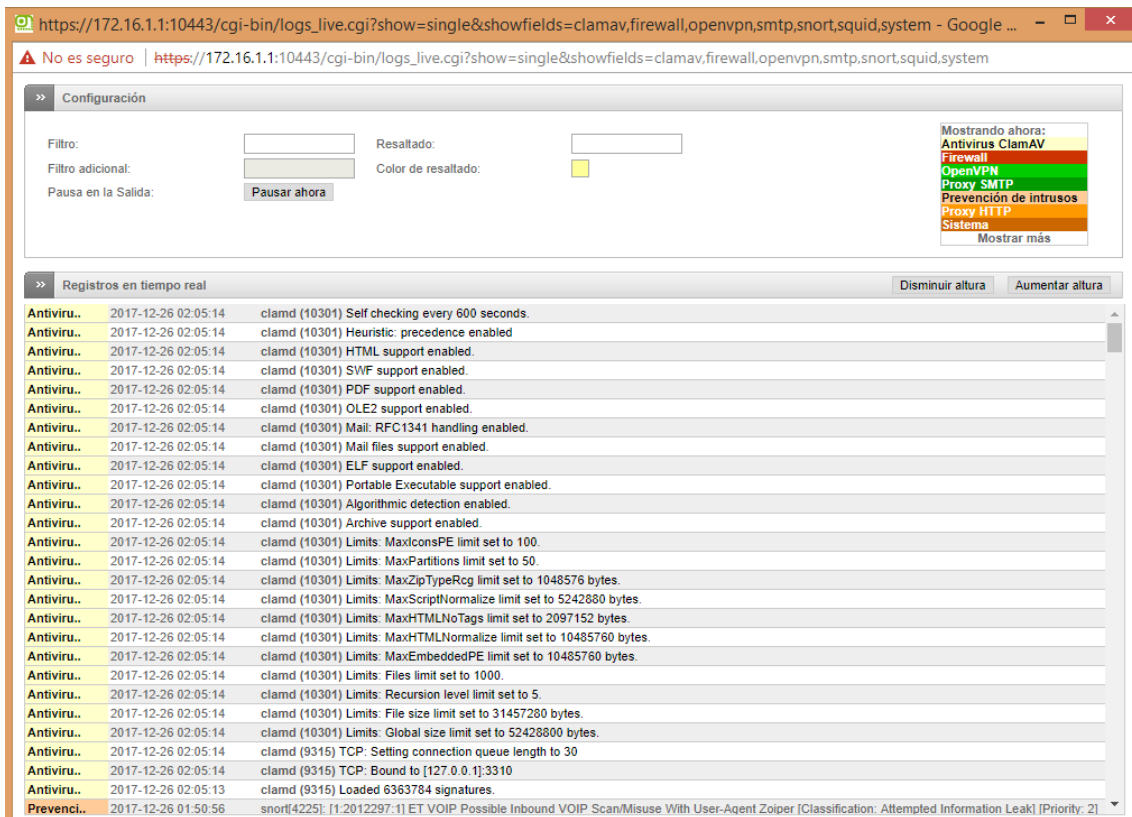 https://172.16.1.1:10443/cgi-bin/logs_live.cgi?show=single&showfields=clamav,firewall,openvpn,smtp,snort,squid,system - Google ...
No es seguro | https://172.16.1.1:10443/cgi-bin/logs_live.cgi?show=single&showfields=clamav,firewall,openvpn,smtp,snort,squid,system
>> Configuración
Filtro: Resaltado:
Filtro adicional: Color de resaltado:
Pausa en la Salida: Pausar ahora
Mostrando ahora:
Antivirus ClamAV
Firewall
OpenVPN
Proxy SMTP
Prevención de intrusos
Proxy HTTP
Sistema
Mostrar más
>> Registros en tiempo real Disminuir altura Aumentar altura
Antiviru.. 2017-12-26 02:05:14 clamd (10301) Self checking every 600 seconds.
Antiviru.. 2017-12-26 02:05:14 clamd (10301) Heuristic: precedence enabled
Antiviru.. 2017-12-26 02:05:14 clamd (10301) HTML support enabled.
Antiviru.. 2017-12-26 02:05:14 clamd (10301) SWF support enabled.
Antiviru.. 2017-12-26 02:05:14 clamd (10301) PDF support enabled.
Antiviru.. 2017-12-26 02:05:14 clamd (10301) OLE2 support enabled.
Antiviru.. 2017-12-26 02:05:14 clamd (10301) Mail: RFC1341 handling enabled.
Antiviru.. 2017-12-26 02:05:14 clamd (10301) Mail files support enabled.
Antiviru.. 2017-12-26 02:05:14 clamd (10301) ELF support enabled.
Antiviru.. 2017-12-26 02:05:14 clamd (10301) Portable Executable support enabled.
Antiviru.. 2017-12-26 02:05:14 clamd (10301) Algorithmic detection enabled.
Antiviru.. 2017-12-26 02:05:14 clamd (10301) Archive support enabled.
Antiviru.. 2017-12-26 02:05:14 clamd (10301) Limits: MaxIconsPE limit set to 100.
Antiviru.. 2017-12-26 02:05:14 clamd (10301) Limits: MaxPartitions limit set to 50.
Antiviru.. 2017-12-26 02:05:14 clamd (10301) Limits: MaxZipTypeRcg limit set to 1048576 bytes.
Antiviru.. 2017-12-26 02:05:14 clamd (10301) Limits: MaxScriptNormalize limit set to 5242880 bytes.
Antiviru.. 2017-12-26 02:05:14 clamd (10301) Limits: MaxHTMLNoTags limit set to 2097152 bytes.
Antiviru.. 2017-12-26 02:05:14 clamd (10301) Limits: MaxHTMLNormalize limit set to 10485760 bytes.
Antiviru.. 2017-12-26 02:05:14 clamd (10301) Limits: MaxEmbeddedPE limit set to 10485760 bytes.
Antiviru.. 2017-12-26 02:05:14 clamd (10301) Limits: Files limit set to 1000.
Antiviru.. 2017-12-26 02:05:14 clamd (10301) Limits: Recursion level limit set to 5.
Antiviru.. 2017-12-26 02:05:14 clamd (10301) Limits: File size limit set to 31457280 bytes.
Antiviru.. 2017-12-26 02:05:14 clamd (10301) Limits: Global size limit set to 52428800 bytes.
Antiviru.. 2017-12-26 02:05:14 clamd (9315) TCP: Setting connection queue length to 30
Antiviru.. 2017-12-26 02:05:14 clamd (9315) TCP: Bound to [127.0.0.1]:3310
Antiviru.. 2017-12-26 02:05:13 clamd (9315) Loaded 6363784 signatures.
Prevenci.. 2017-12-26 01:50:56 snort[4225]: [1:2012297:1] ET VOIP Possible Inbound VOIP Scan/Misuse With User-Agent Zoiper [Classification: Attempted Information Leak] [Priority: 2]